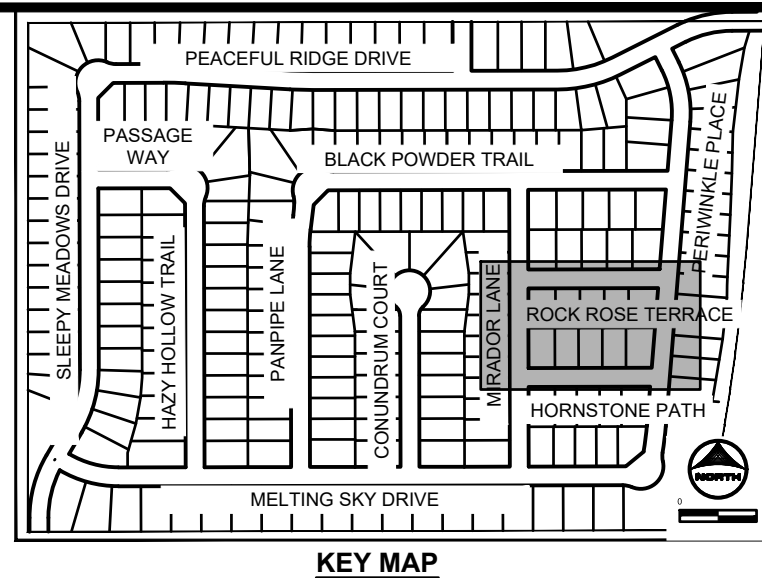 PEACEFUL RIDGE DRIVE
PASSAGE
WAY
BLACK POWDER TRAIL
SLEEPY MEADOWS DRIVE
HAZY HOLLOW TRAIL
PANPIPE LANE
CONUNDRUM COURT
MIRADOR LANE
PERIWINKLE PLACE
ROCK ROSE TERRACE
HORNSTONE PATH
MELTING SKY DRIVE
NORTH
0
KEY MAP